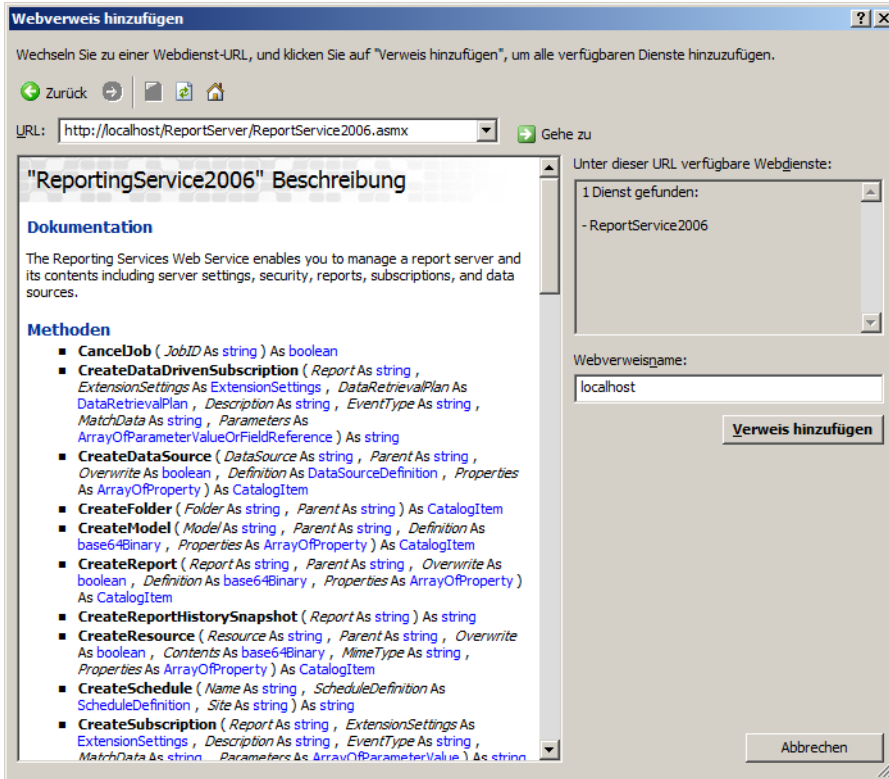 Webverweis hinzufügen
Wechseln Sie zu einer Webdienst-URL, und klicken Sie auf "Verweis hinzufügen", um alle verfügbaren Dienste hinzuzufügen.
Zurück
URL: http://localhost/ReportServer/ReportService2006.asmx Gehe zu
"ReportingService2006" Beschreibung
Dokumentation
The Reporting Services Web Service enables you to manage a report server and
its contents including server settings, security, reports, subscriptions, and data
sources.
Methoden
■ CancelJob ( JobID As string ) As boolean
■ CreateDataDrivenSubscription ( Report As string ,
ExtensionSettings As ExtensionSettings , DataRetrievalPlan As
DataRetrievalPlan , Description As string , EventType As string ,
MatchData As string , Parameters As
ArrayOfParameterValueOrFieldReference ) As string
■ CreateDataSource ( DataSource As string , Parent As string ,
Overwrite As boolean , Definition As DataSourceDefinition , Properties
As ArrayOfProperty ) As CatalogItem
■ CreateFolder ( Folder As string , Parent As string ) As CatalogItem
■ CreateModel ( Model As string , Parent As string , Definition As
base64Binary , Properties As ArrayOfProperty ) As CatalogItem
■ CreateReport ( Report As string , Parent As string , Overwrite As
boolean , Definition As base64Binary , Properties As ArrayOfProperty )
As CatalogItem
■ CreateReportHistorySnapshot ( Report As string ) As string
■ CreateResource ( Resource As string , Parent As string , Overwrite
As boolean , Contents As base64Binary , MimeType As string ,
Properties As ArrayOfProperty ) As CatalogItem
■ CreateSchedule ( Name As string , ScheduleDefinition As
ScheduleDefinition , Site As string ) As string
■ CreateSubscription ( Report As string , ExtensionSettings As
ExtensionSettings , Description As string , EventType As string ,
MatchData As string , Parameters As ArrayOfParameterValue ) As string
Unter dieser URL verfügbare Webdienste:
1 Dienst gefunden:
- ReportService2006
Webverweisname:
localhost
Verweis hinzufügen
Abbrechen